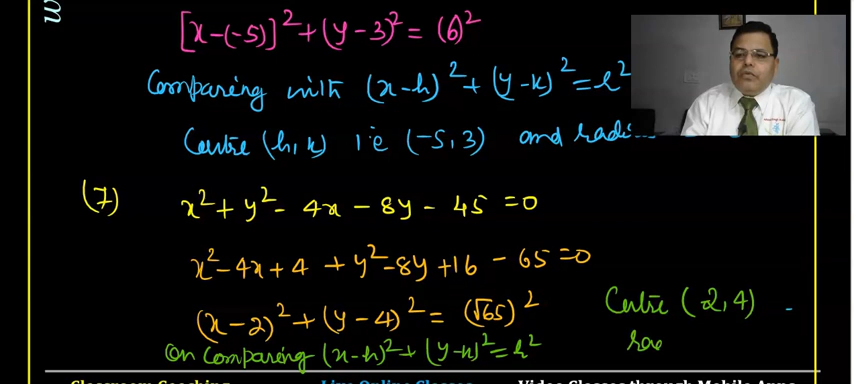 [x-(-5)]² + (y-3)² = (6)²
Comparing with (x-h)² + (y-k)² = r²
Centre (h, k) i.e (-5, 3) and radius
(7) x² + y² - 4x - 8y - 45 = 0
x² - 4x + 4 + y² - 8y + 16 - 65 = 0
(x-2)² + (y-4)² = (√65)²
Centre (-2, 4)
On Comparing (x-h)² + (y-k)² = r²
Classroom Coaching Live Online Classes Video Classes through Mobile Apps